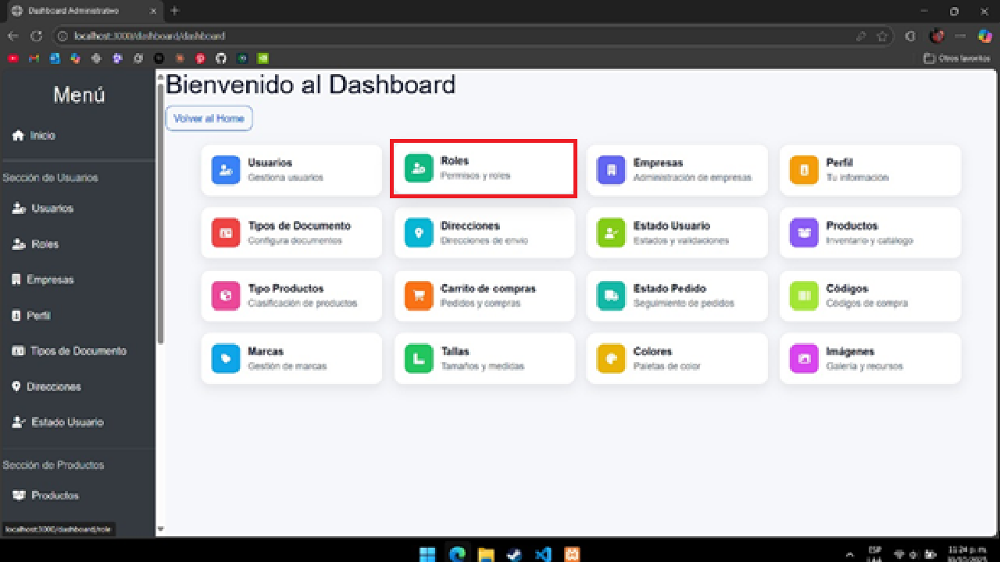 Dashboard Administrativo
localhost:3000/dashboard/dashboard
Otros favoritos
Menú
Inicio
Sección de Usuarios
Usuarios
Roles
Empresas
Perfil
Tipos de Documento
Direcciones
Estado Usuario
Sección de Productos
Productos
localhost:3000/dashboard/role
Bienvenido al Dashboard
Volver al Home
Usuarios
Gestiona usuarios
Roles
Permisos y roles
Empresas
Administración de empresas
Perfil
Tu información
Tipos de Documento
Configura documentos
Direcciones
Direcciones de envio
Estado Usuario
Estados y validaciones
Productos
Inventario y catálogo
Tipo Productos
Clasificación de productos
Carrito de compras
Pedidos y compras
Estado Pedido
Seguimiento de pedidos
Códigos
Códigos de compra
Marcas
Gestión de marcas
Tallas
Tamaños y medidas
Colores
Paletas de color
Imágenes
Galería y recursos
ESP
11:24 p. m.